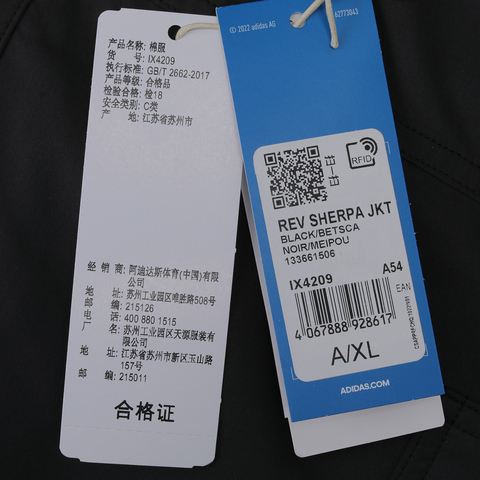 产品名称: 棉服
货 号: IX4209
执行标准: GB/T 2662-2017
产品等级: 合格品
检验合格: 检18
安全类别: C类
产 地: 江苏省苏州市
经 销 商: 阿迪达斯体育(中国)有限公司
地 址: 苏州工业园区唯胜路508号
邮 编: 215126
电 话: 400 880 1515
厂 名: 苏州工业园区天源服装有限公司
地 址: 江苏省苏州市新区玉山路157号
邮 编: 215011
合格证
© 2022 adidas AG
62773043
RFID
REV SHERPA JKT
BLACK/BETSCA
NOIR/MEIPOU
133661506
IX4209
A54
EAN
4 067888 928617
A/XL
ADIDAS.COM